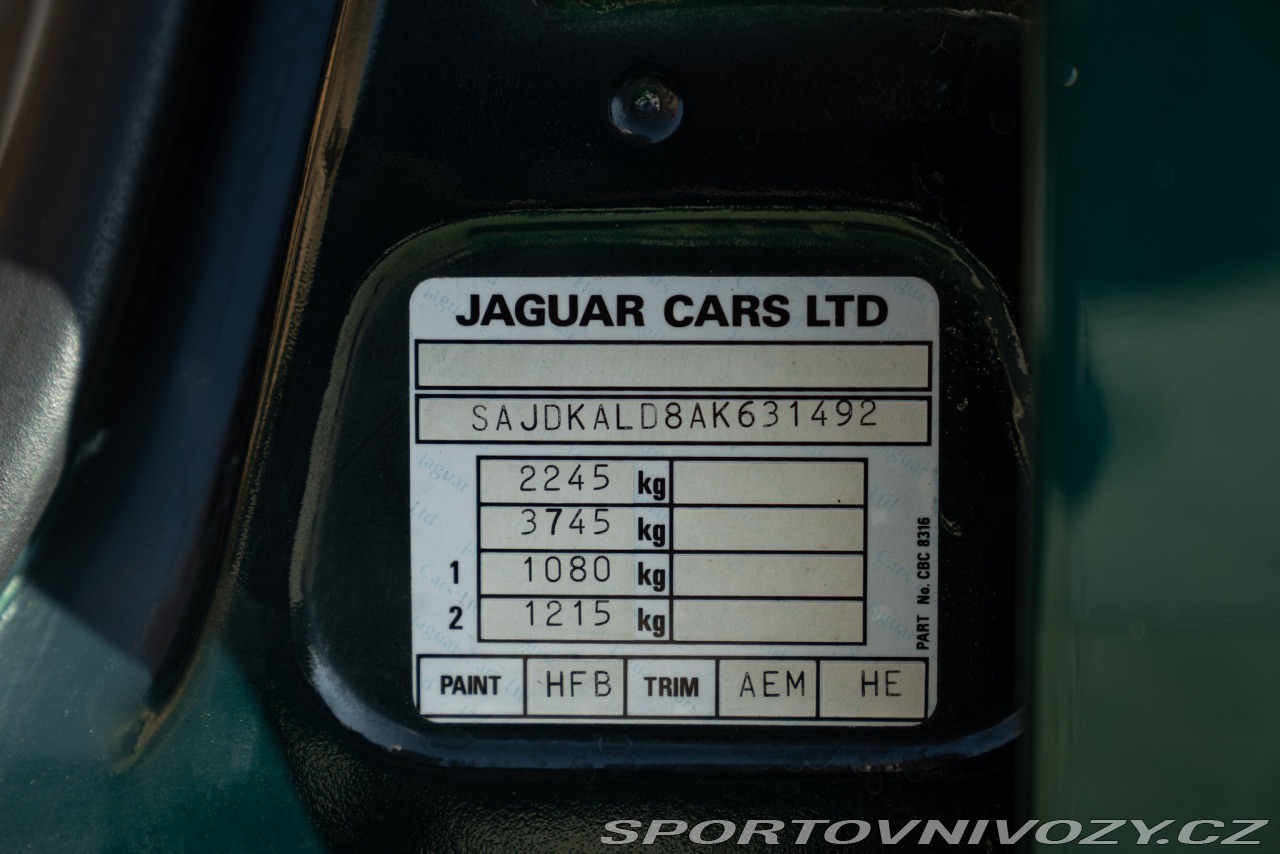 JAGUAR CARS LTD
SAJDKALD8AK631492
2245 kg
3745 kg
1 1080 kg
2 1215 kg
PART No. CBC 8316
PAINT HFB TRIM AEM HE
SPORTOVNIVOZY.CZ